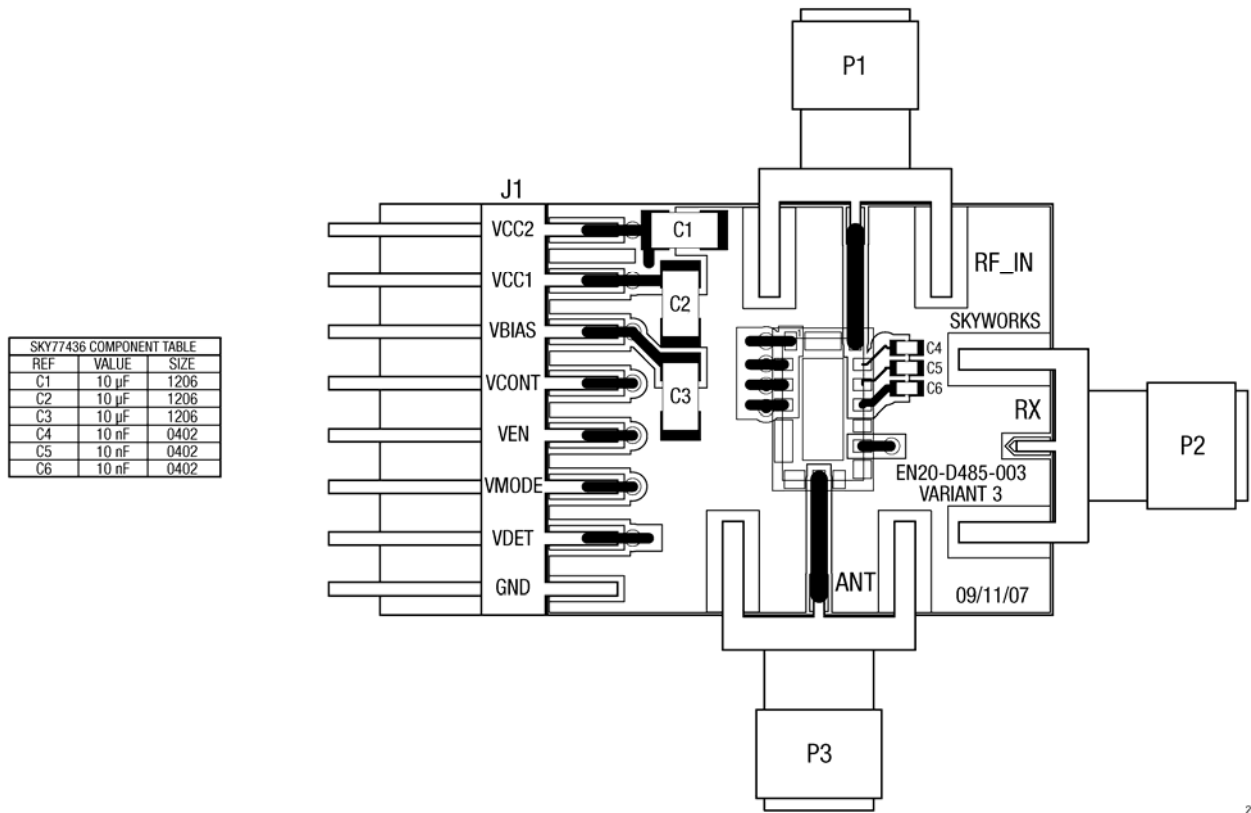 SKY77436 COMPONENT TABLE
REF VALUE SIZE
C1 10 µF 1206
C2 10 µF 1206
C3 10 µF 1206
C4 10 nF 0402
C5 10 nF 0402
C6 10 nF 0402
J1
VCC2
VCC1
VBIAS
VCONT
VEN
VMODE
VDET
GND
C1
C2
C3
P1
RF_IN
SKYWORKS
1
C4
C5
C6
RX
P2
EN20-D485-003
VARIANT 3
ANT
09/11/07
P3
2